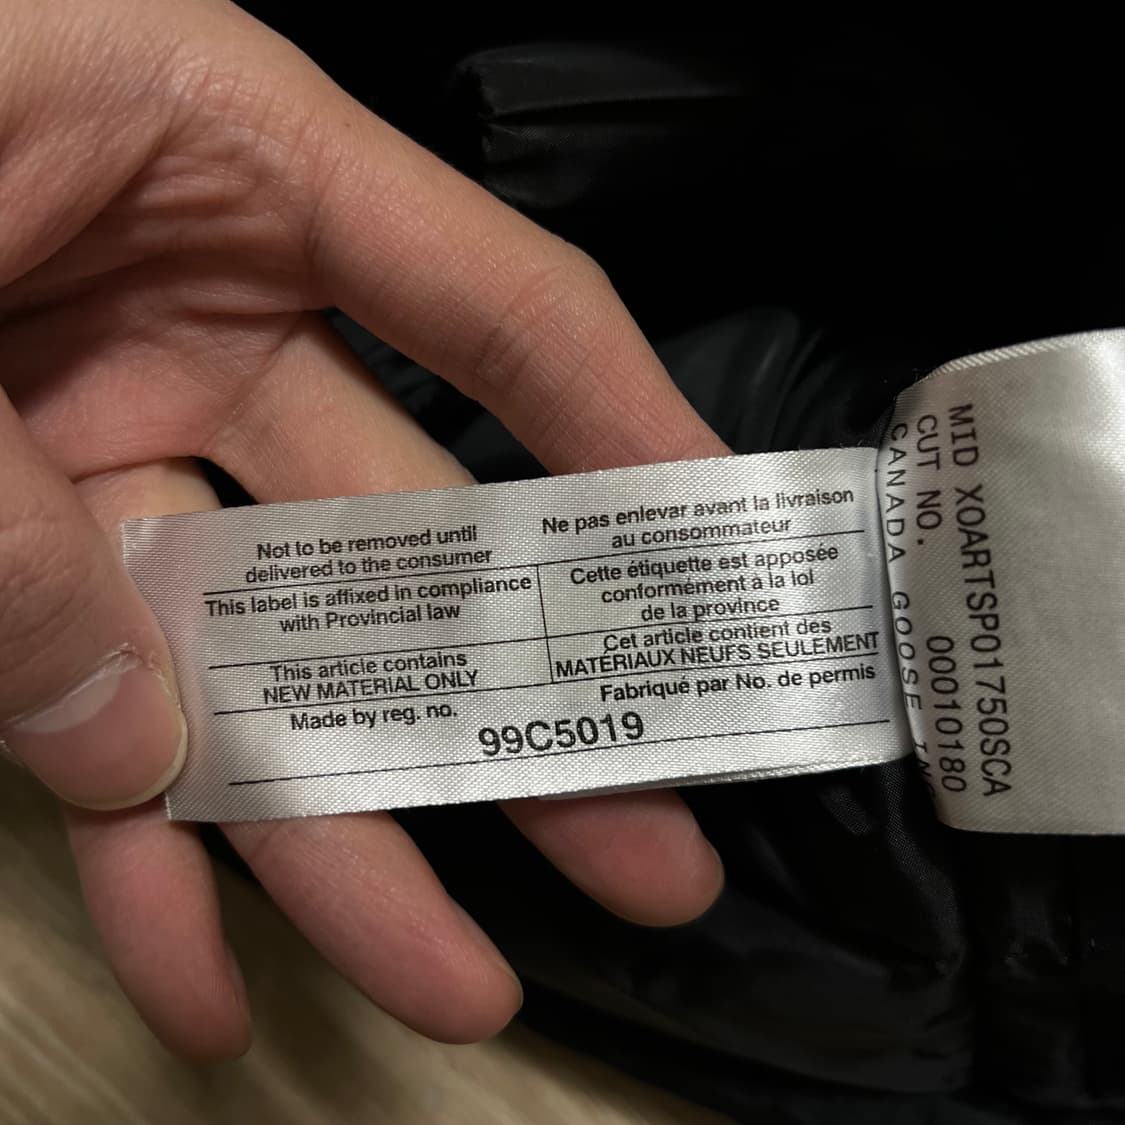 Not to be removed until
delivered to the consumer
This label is affixed in compliance
with Provincial law
This article contains
NEW MATERIAL ONLY
Made by reg. no.
Ne pas enlevar avant la livraison
au consommateur
Cette étiquette est apposée
conformément à la lol
de la province
Cet article contient des
MATÉRIAUX NEUFS SEULEMENT
Fabriqué par No. de permis
99C5019
MID XOARTSP01750SCA
CUT NO. 00010180
CANADA GOOSE INC